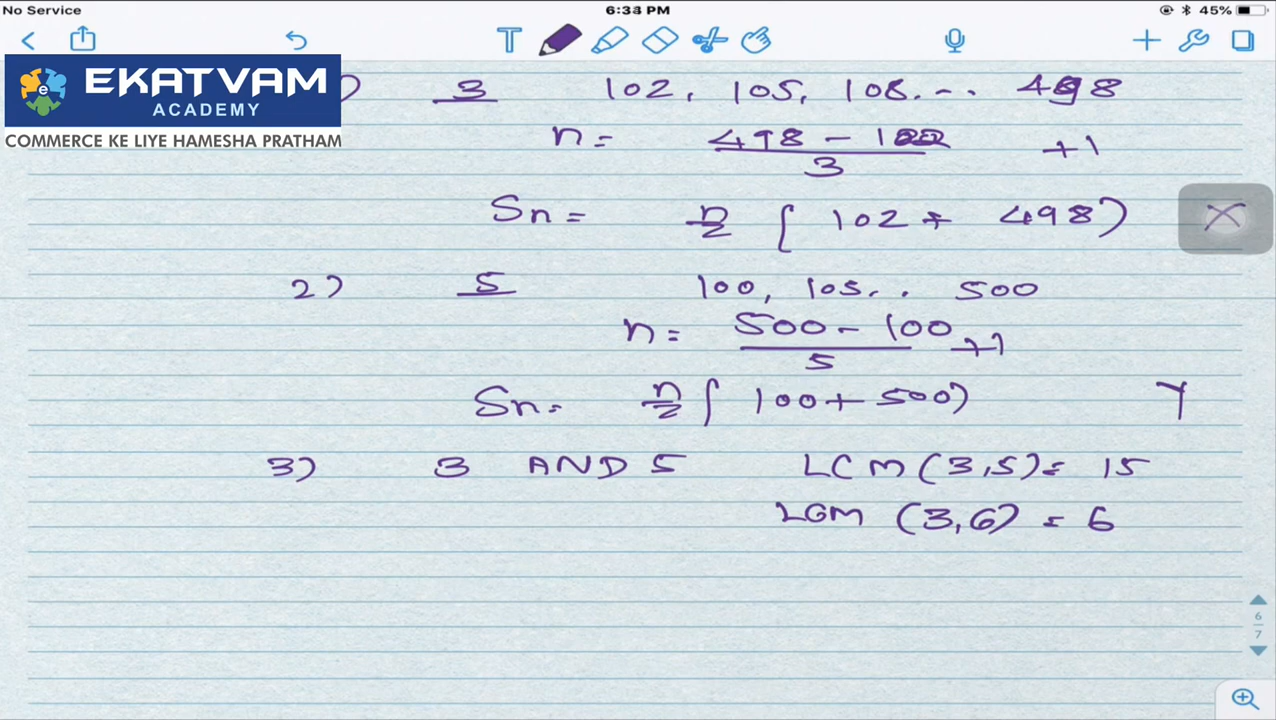 No Service
6:33 PM
45%
T
EKATVAM
ACADEMY
COMMERCE KE LIYE HAMESHA PRATHAM
) 3 102, 105, 108. - . 498
n = 498 - 102 / 3 + 1
Sn = n/2 [ 102 + 498 )
2) 5 100, 105. . 500
n = 500 - 100 / 5 + 1
Sn = n/2 [ 100 + 500 )
3) 3 AND 5 LCM (3,5) = 15
LCM (3,6) = 6
6
7